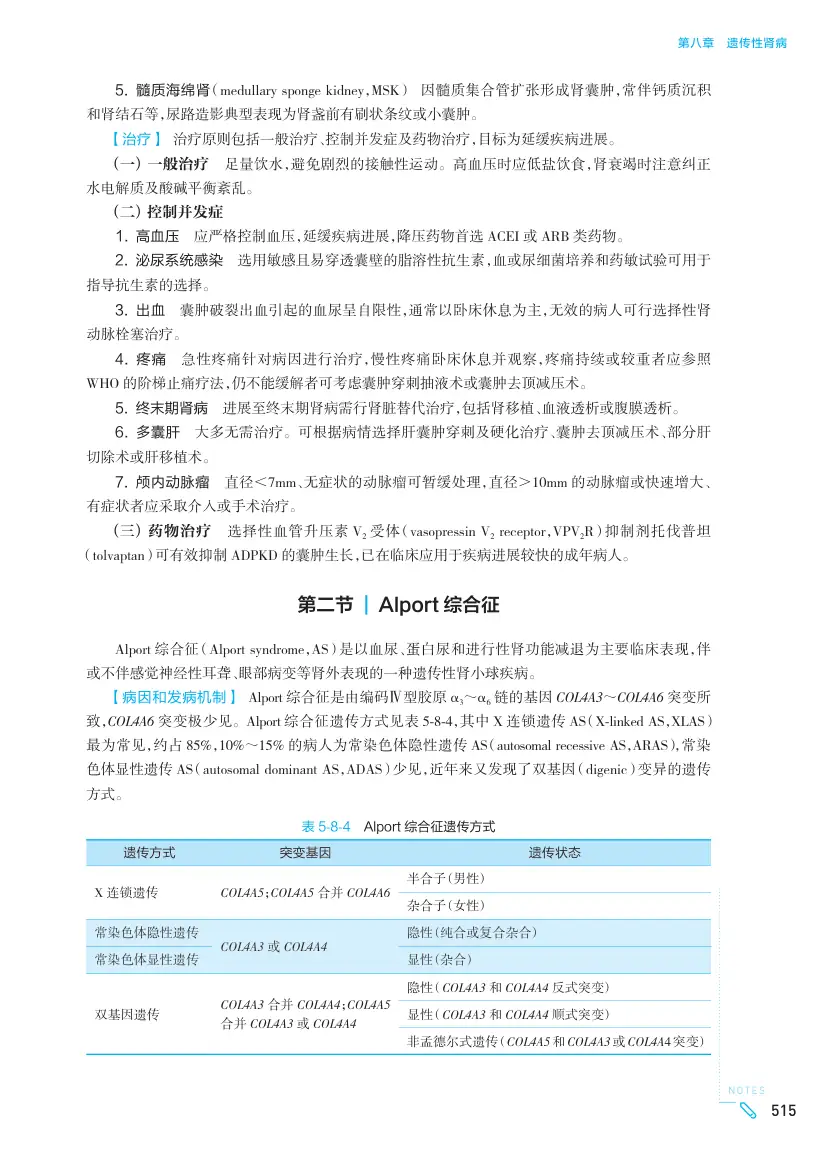 第八章 遗传性肾病
5. 髓质海绵肾(medullary sponge kidney,MSK) 因髓质集合管扩张形成肾囊肿,常伴钙质沉积
和肾结石等,尿路造影典型表现为肾盏前有刷状条纹或小囊肿。
【治疗】 治疗原则包括一般治疗、控制并发症及药物治疗,目标为延缓疾病进展。
(一)一般治疗 足量饮水,避免剧烈的接触性运动。高血压时应低盐饮食,肾衰竭时注意纠正
水电解质及酸碱平衡紊乱。
(二)控制并发症
1. 高血压 应严格控制血压,延缓疾病进展,降压药物首选 ACEI 或 ARB 类药物。
2. 泌尿系统感染 选用敏感且易穿透囊壁的脂溶性抗生素,血或尿细菌培养和药敏试验可用于
指导抗生素的选择。
3. 出血 囊肿破裂出血引起的血尿呈自限性,通常以卧床休息为主,无效的病人可行选择性肾
动脉栓塞治疗。
4. 疼痛 急性疼痛针对病因进行治疗,慢性疼痛卧床休息并观察,疼痛持续或较重者应参照
WHO 的阶梯止痛疗法,仍不能缓解者可考虑囊肿穿刺抽液术或囊肿去顶减压术。
5. 终末期肾病 进展至终末期肾病需行肾脏替代治疗,包括肾移植、血液透析或腹膜透析。
6. 多囊肝 大多无需治疗。可根据病情选择肝囊肿穿刺及硬化治疗、囊肿去顶减压术、部分肝
切除术或肝移植术。
7. 颅内动脉瘤 直径<7mm、无症状的动脉瘤可暂缓处理,直径>10mm 的动脉瘤或快速增大、
有症状者应采取介入或手术治疗。
(三)药物治疗 选择性血管升压素 V₂ 受体(vasopressin V₂ receptor,VPV₂R)抑制剂托伐普坦
(tolvaptan)可有效抑制 ADPKD 的囊肿生长,已在临床应用于疾病进展较快的成年病人。
第二节 | Alport 综合征
Alport 综合征(Alport syndrome,AS)是以血尿、蛋白尿和进行性肾功能减退为主要临床表现,伴
或不伴感觉神经性耳聋、眼部病变等肾外表现的一种遗传性肾小球疾病。
【病因和发病机制】 Alport 综合征是由编码Ⅳ型胶原 α₃~α₆ 链的基因 COL4A3~COL4A6 突变所
致,COL4A6 突变极少见。Alport 综合征遗传方式见表 5-8-4,其中 X 连锁遗传 AS(X-linked AS,XLAS)
最为常见,约占 85%,10%~15% 的病人为常染色体隐性遗传 AS(autosomal recessive AS,ARAS),常染
色体显性遗传 AS(autosomal dominant AS,ADAS)少见,近年来又发现了双基因(digenic)变异的遗传
方式。
表 5-8-4 Alport 综合征遗传方式
遗传方式 突变基因 遗传状态
X 连锁遗传 COL4A5;COL4A5 合并 COL4A6 半合子(男性)
杂合子(女性)
常染色体隐性遗传 COL4A3 或 COL4A4 隐性(纯合或复合杂合)
常染色体显性遗传 显性(杂合)
双基因遗传 COL4A3 合并 COL4A4;COL4A5
合并 COL4A3 或 COL4A4
隐性(COL4A3 和 COL4A4 反式突变)
显性(COL4A3 和 COL4A4 顺式突变)
非孟德尔式遗传(COL4A5 和 COL4A3 或 COL4A4 突变)
NOTES
515